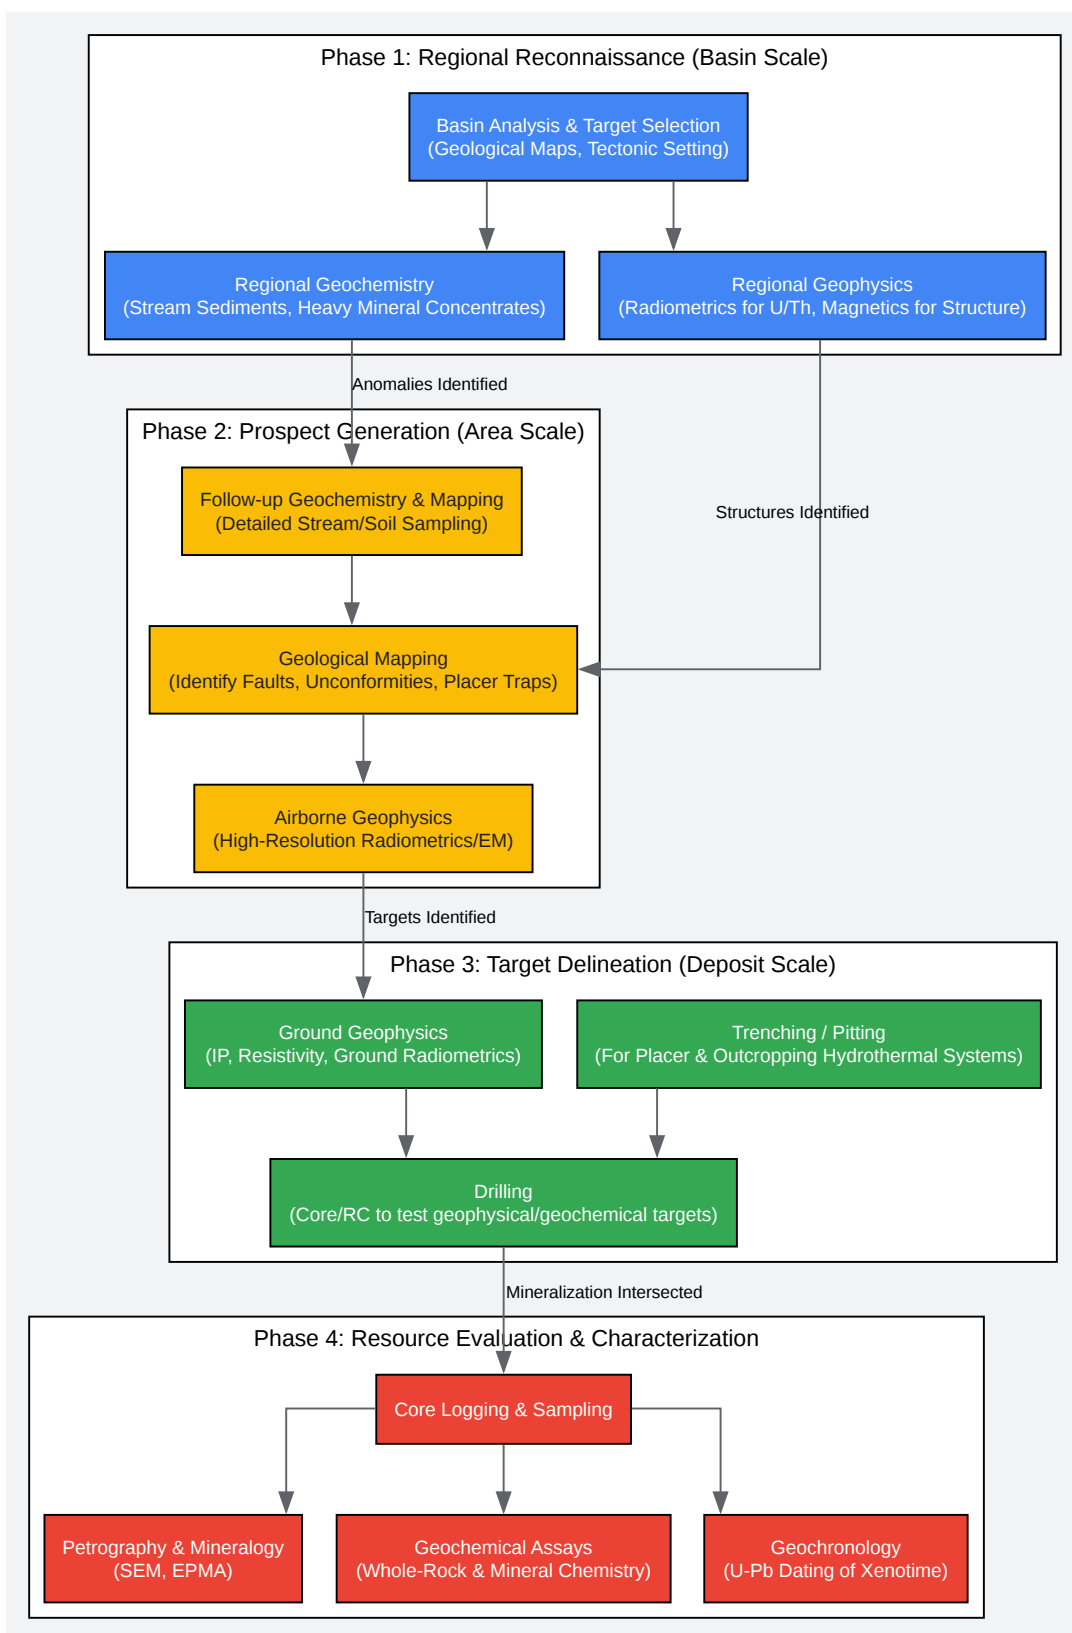 Phase 1: Regional Reconnaissance (Basin Scale)
Basin Analysis & Target Selection
(Geological Maps, Tectonic Setting)
Regional Geochemistry
(Stream Sediments, Heavy Mineral Concentrates)
Regional Geophysics
(Radiometrics for U/Th, Magnetics for Structure)
Anomalies Identified
Phase 2: Prospect Generation (Area Scale)
Follow-up Geochemistry & Mapping
(Detailed Stream/Soil Sampling)
Structures Identified
Geological Mapping
(Identify Faults, Unconformities, Placer Traps)
Airborne Geophysics
(High-Resolution Radiometrics/EM)
Targets Identified
Phase 3: Target Delineation (Deposit Scale)
Ground Geophysics
(IP, Resistivity, Ground Radiometrics)
Trenching / Pitting
(For Placer & Outcropping Hydrothermal Systems)
Drilling
(Core/RC to test geophysical/geochemical targets)
Mineralization Intersected
Phase 4: Resource Evaluation & Characterization
Core Logging & Sampling
Petrography & Mineralogy
(SEM, EPMA)
Geochemical Assays
(Whole-Rock & Mineral Chemistry)
Geochronology
(U-Pb Dating of Xenotime)